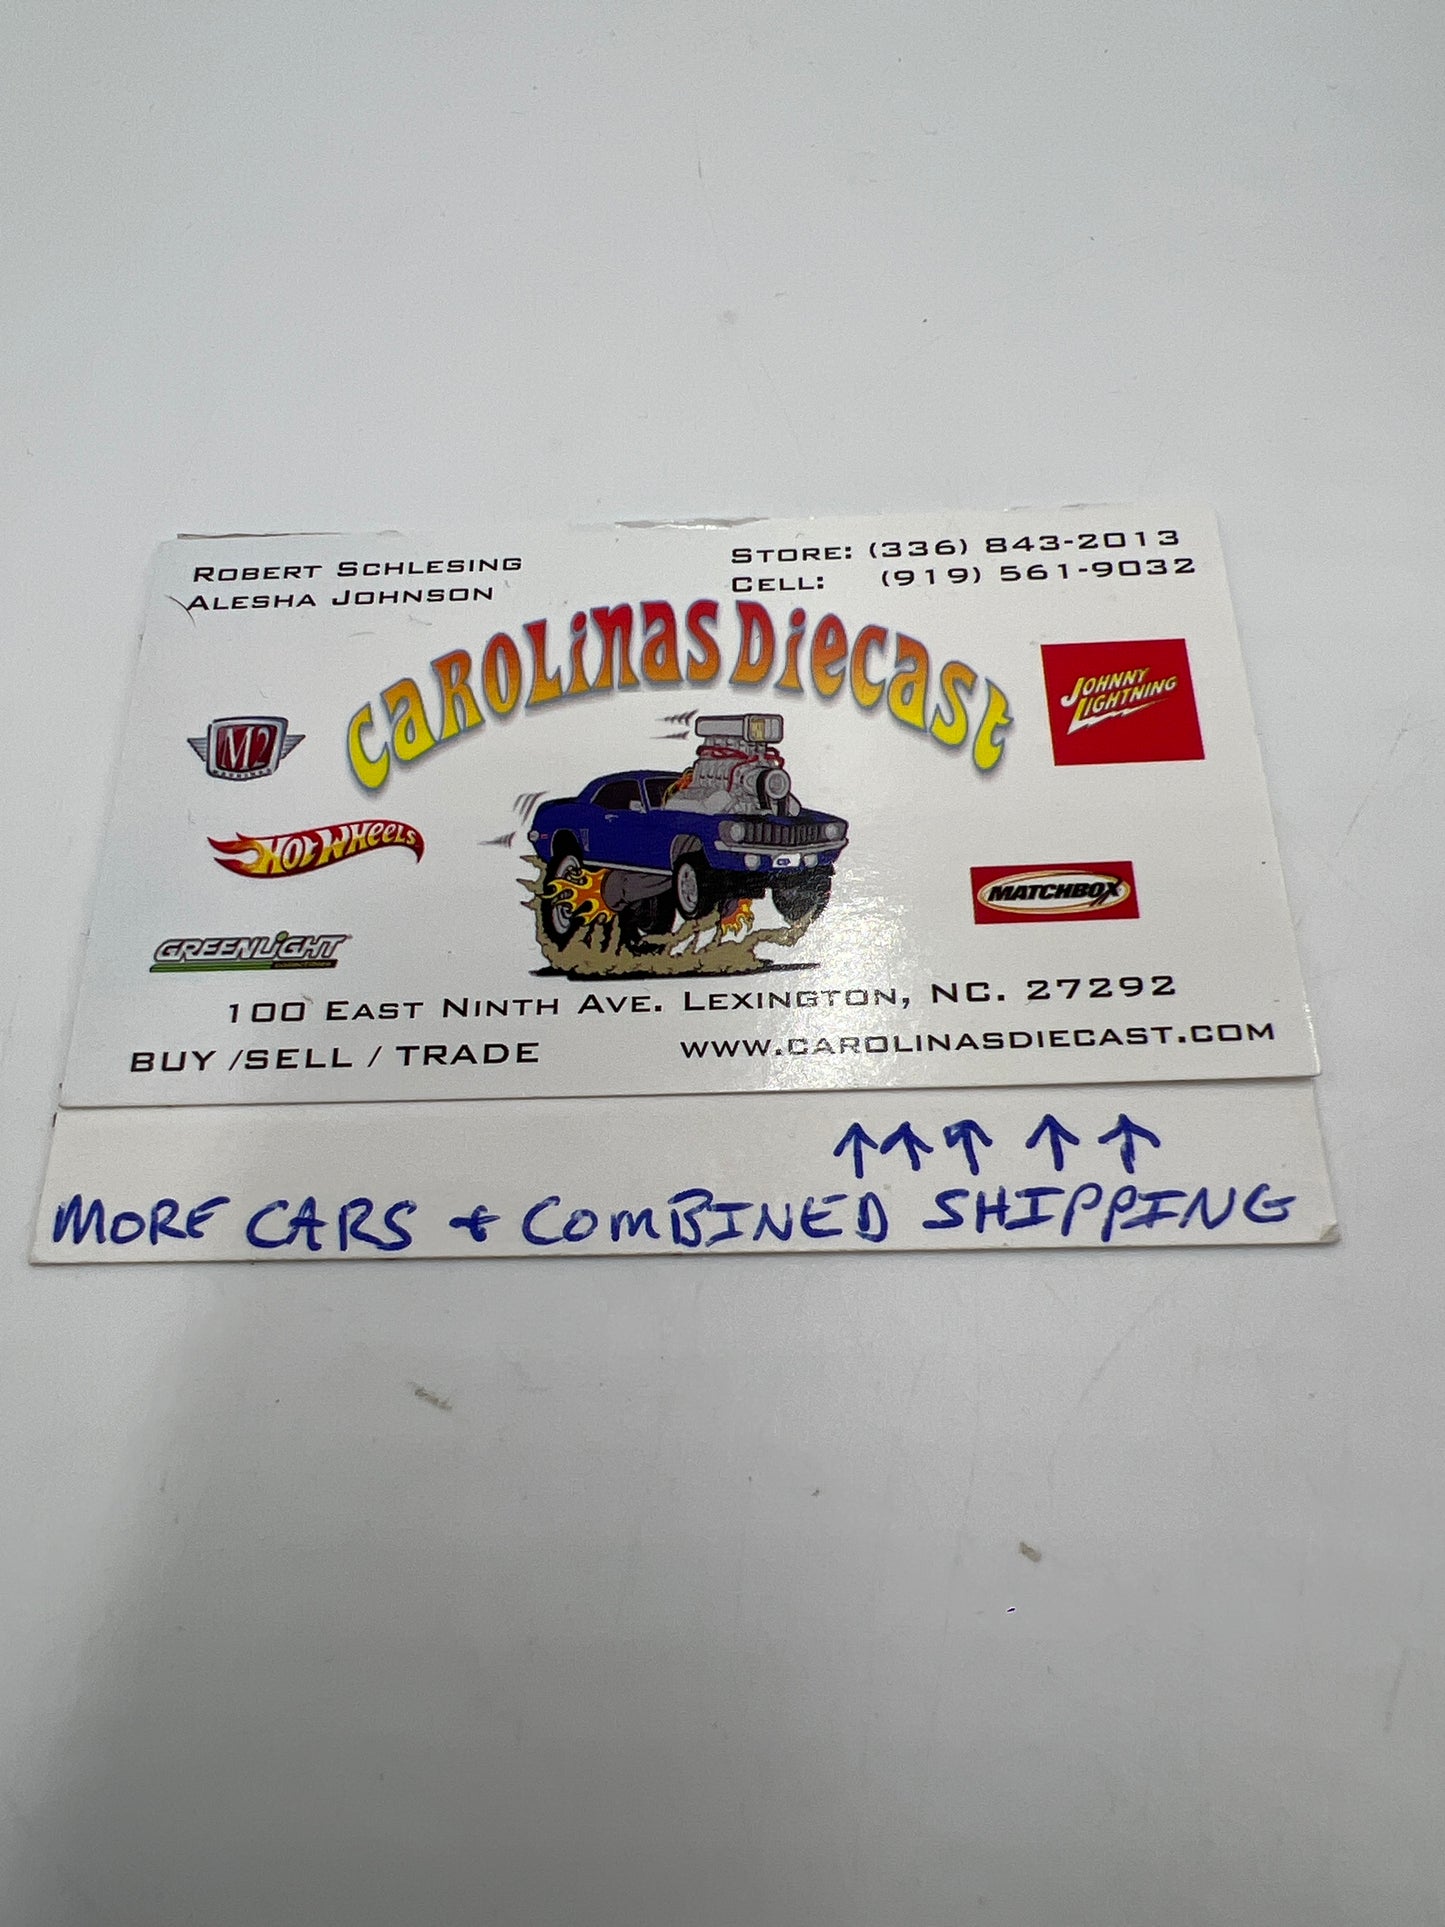 ROBERT SCHLESING
ALESHA JOHNSON
STORE: (336) 843-2013
CELL: (919) 561-9032
CAROLINAS DIECAST
M2
MACHINES
HOT WHEELS
GREENLIGHT
JOHNNY
LIGHTNING
MATCHBOX
100 EAST NINTH AVE. LEXINGTON, NC. 27292
BUY /SELL / TRADE
WWW.CAROLINASDIECAST.COM
↑ ↑ ↑ ↑ ↑
MORE CARS + COMBINED SHIPPING